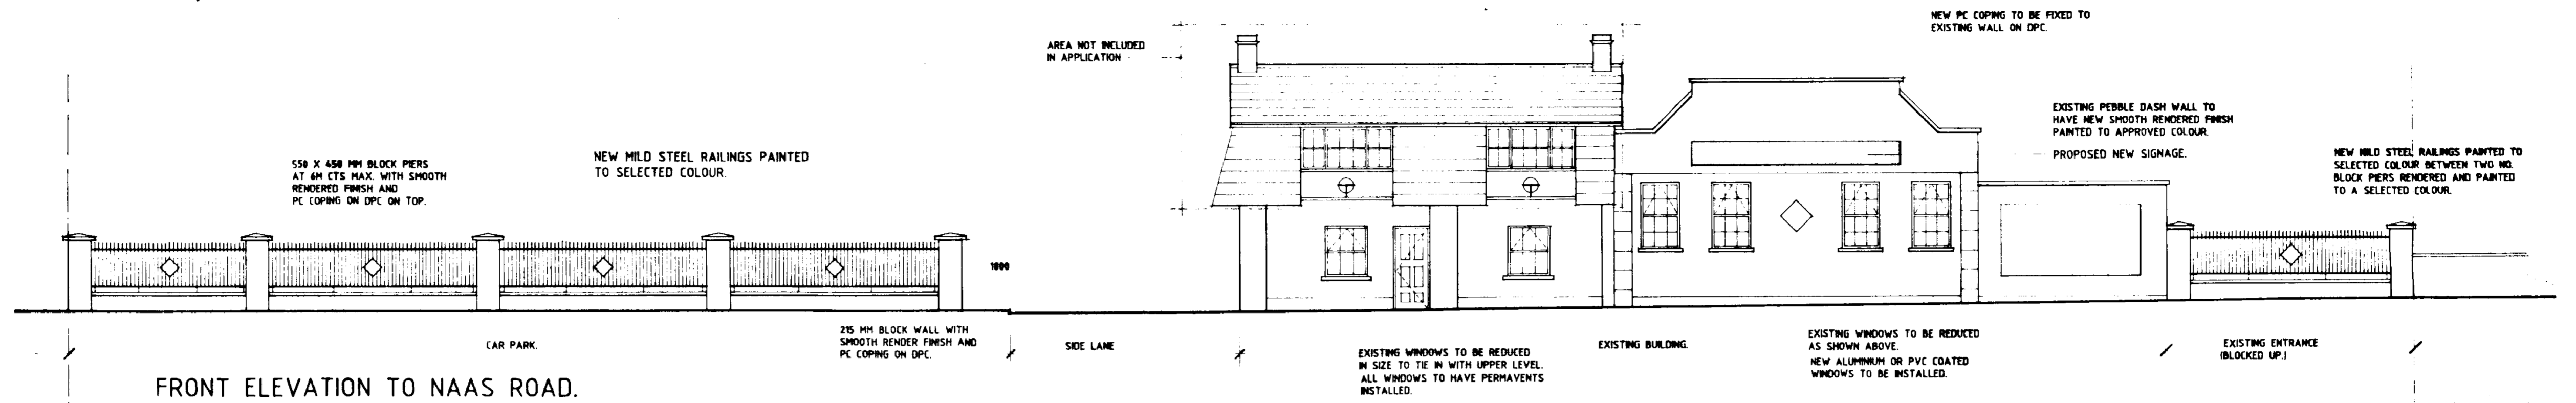 NEW PC COPING TO BE FIXED TO
EXISTING WALL ON DPC.
AREA NOT INCLUDED
IN APPLICATION
EXISTING PEBBLE DASH WALL TO
HAVE NEW SMOOTH RENDERED FINISH
PAINTED TO APPROVED COLOUR.
PROPOSED NEW SIGNAGE.
NEW MILD STEEL RAILINGS PAINTED TO
SELECTED COLOUR BETWEEN TWO NO.
BLOCK PIERS RENDERED AND PAINTED
TO A SELECTED COLOUR.
NEW MILD STEEL RAILINGS PAINTED
TO SELECTED COLOUR.
550 X 450 MM BLOCK PIERS
AT 6M CTS MAX. WITH SMOOTH
RENDERED FINISH AND
PC COPING ON DPC ON TOP.
1800
215 MM BLOCK WALL WITH
SMOOTH RENDER FINISH AND
PC COPING ON DPC.
CAR PARK.
SIDE LANE
EXISTING WINDOWS TO BE REDUCED
IN SIZE TO TIE IN WITH UPPER LEVEL.
ALL WINDOWS TO HAVE PERMAVENTS
INSTALLED.
EXISTING BUILDING.
EXISTING WINDOWS TO BE REDUCED
AS SHOWN ABOVE.
NEW ALUMINIUM OR PVC COATED
WINDOWS TO BE INSTALLED.
EXISTING ENTRANCE
(BLOCKED UP.)
FRONT ELEVATION TO NAAS ROAD.